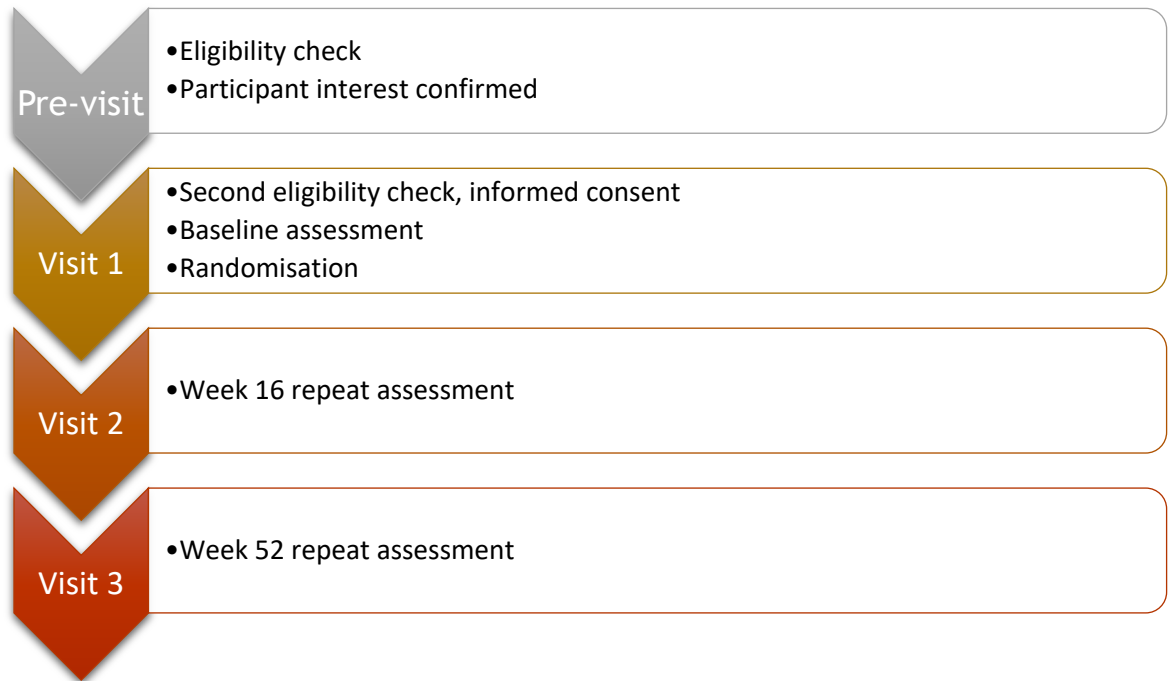 Pre-visit
•Eligibility check
•Participant interest confirmed
Visit 1
•Second eligibility check, informed consent
•Baseline assessment
•Randomisation
Visit 2
•Week 16 repeat assessment
Visit 3
•Week 52 repeat assessment